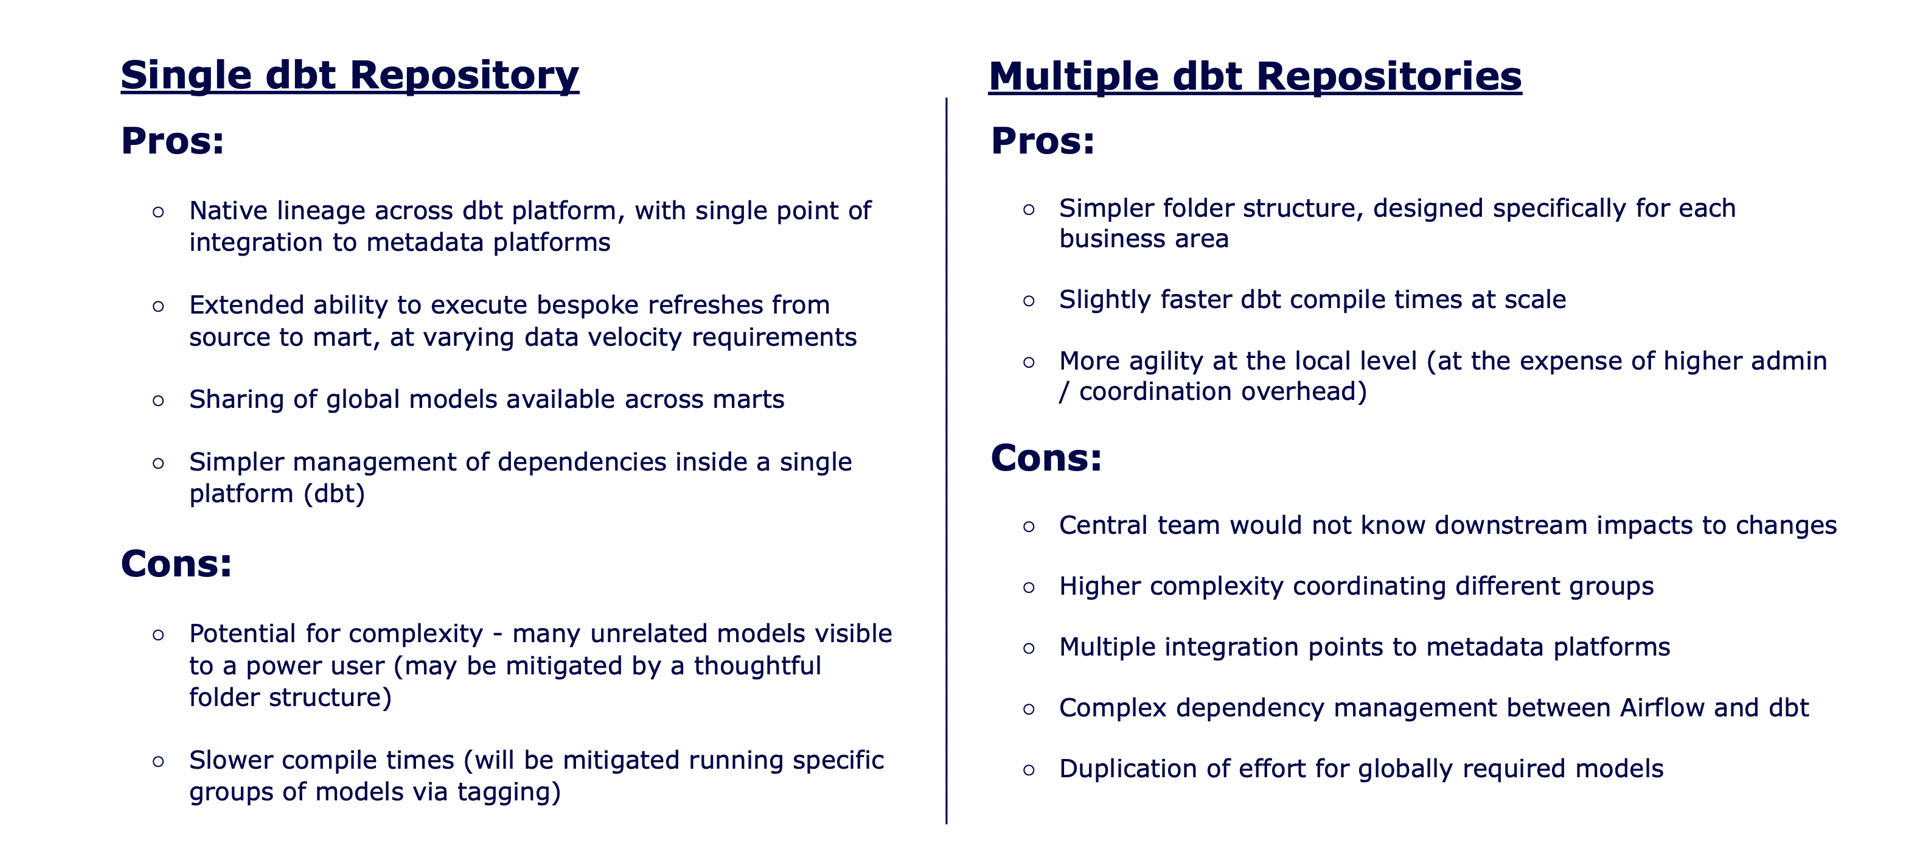 Single dbt Repository
Pros:
Native lineage across dbt platform, with single point of
integration to metadata platforms
Extended ability to execute bespoke refreshes from
source to mart, at varying data velocity requirements
Sharing of global models available across marts
Simpler management of dependencies inside a single
platform (dbt)
Cons:
Potential for complexity - many unrelated models visible
to a power user (may be mitigated by a thoughtful
folder structure)
Slower compile times (will be mitigated running specific
groups of models via tagging)
Multiple dbt Repositories
Pros:
Simpler folder structure, designed specifically for each
business area
Slightly faster dbt compile times at scale
More agility at the local level (at the expense of higher admin
/ coordination overhead)
Cons:
Central team would not know downstream impacts to changes
Higher complexity coordinating different groups
Multiple integration points to metadata platforms
Complex dependency management between Airflow and dbt
Duplication of effort for globally required models